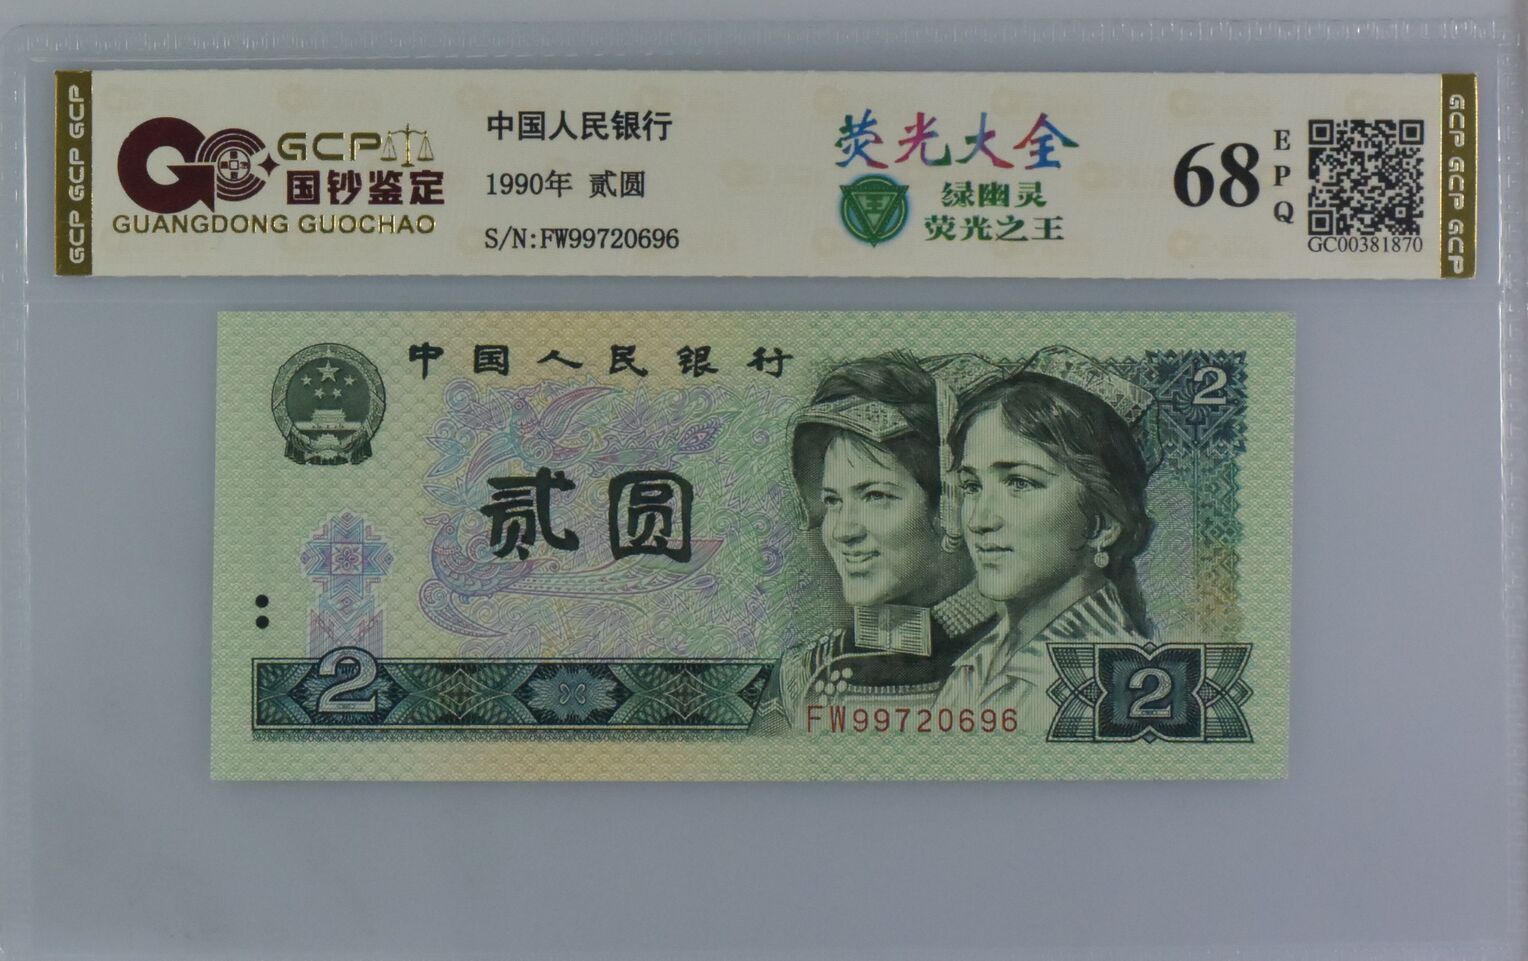 GCP GCP GCP
GCP
国钞鉴定
GUANGDONG GUOCHAO
中国人民银行
1990年 贰圆
S/N:FW99720696
荧光大全
王
绿幽灵
荧光之王
68
EPQ
GC00381870
GCP GCP GCP
中国人民银行
2
贰圆
2
FW99720696
2